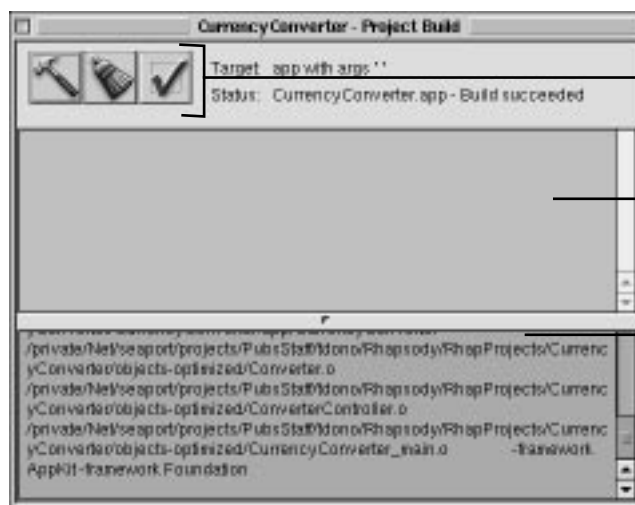 CurrencyConverter - Project Build
Target: app with args ' '
Status: CurrencyConverter.app - Build succeeded
/private/Net/seaport/projects/PubsStaff/tdono/Rhapsody/RhapProjects/Currenc
yConverter/objects-optimized/Converter.o
/private/Net/seaport/projects/PubsStaff/tdono/Rhapsody/RhapProjects/Currenc
yConverter/objects-optimized/ConverterController.o
/private/Net/seaport/projects/PubsStaff/tdono/Rhapsody/RhapProjects/Currenc
yConverter/objects-optimized/CurrencyConverter_main.o -framework
AppKit -framework Foundation